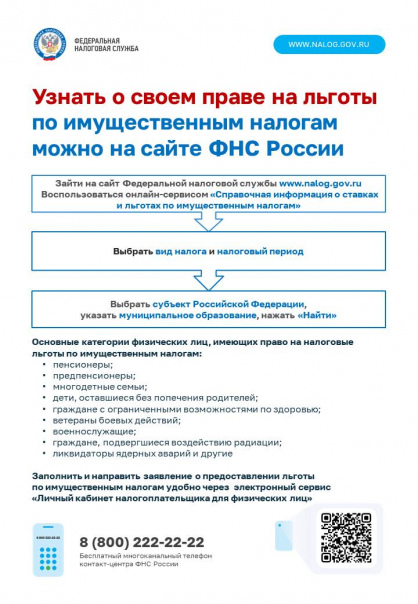 ФЕДЕРАЛЬНАЯ
НАЛОГОВАЯ СЛУЖБА
WWW.NALOG.GOV.RU
Узнать о своем праве на льготы
по имущественным налогам
можно на сайте ФНС России
Зайти на сайт Федеральной налоговой службы www.nalog.gov.ru
Воспользоваться онлайн-сервисом «Справочная информация о ставках
и льготах по имущественным налогам»
Выбрать вид налога и налоговый период
Выбрать субъект Российской Федерации,
указать муниципальное образование, нажать «Найти»
Основные категории физических лиц, имеющих право на налоговые
льготы по имущественным налогам:
• пенсионеры;
• предпенсионеры;
• многодетные семьи;
• дети, оставшиеся без попечения родителей;
• граждане с ограниченными возможностями по здоровью;
• ветераны боевых действий;
• военнослужащие;
• граждане, подвергшиеся воздействию радиации;
• ликвидаторы ядерных аварий и другие
Заполнить и направить заявление о предоставлении льготы
по имущественным налогам удобно через электронный сервис
«Личный кабинет налогоплательщика для физических лиц»
8 800 222-22-22
8 (800) 222-22-22
Бесплатный многоканальный телефон
контакт-центра ФНС России